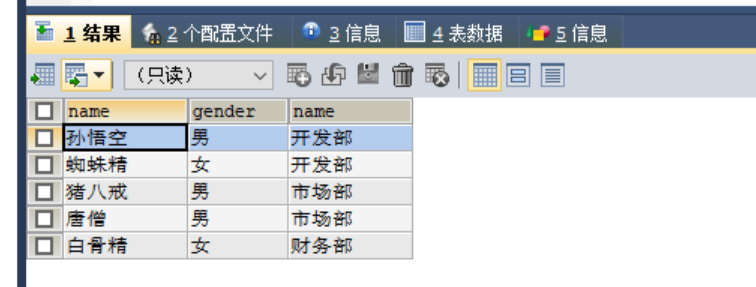 1 结果 2 个配置文件 3 信息 4 表数据 5 信息
（只读）
name gender name
孙悟空 男 开发部
蜘蛛精 女 开发部
猪八戒 男 市场部
唐僧 男 市场部
白骨精 女 财务部